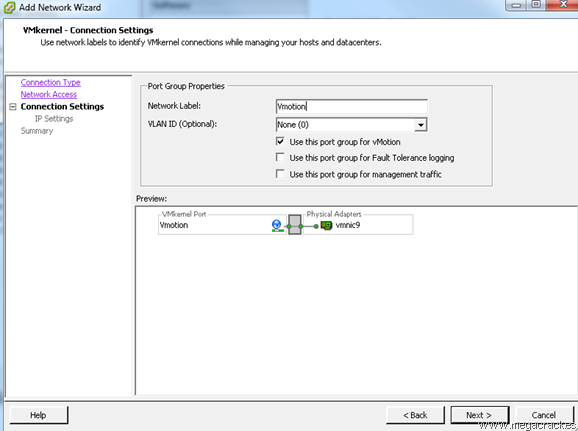 Add Network Wizard
VMkernel - Connection Settings
Use network labels to identify VMkernel connections while managing your hosts and datacenters.
Connection Type
Network Access
Connection Settings
IP Settings
Summary
Port Group Properties
Network Label:
Vmotion
VLAN ID (Optional):
None (0)
Use this port group for vMotion
Use this port group for Fault Tolerance logging
Use this port group for management traffic
Preview:
VMkernel Port
Physical Adapters
Vmotion
vmnic9
Help
< Back
Next >
Cancel
www.megacrack.es